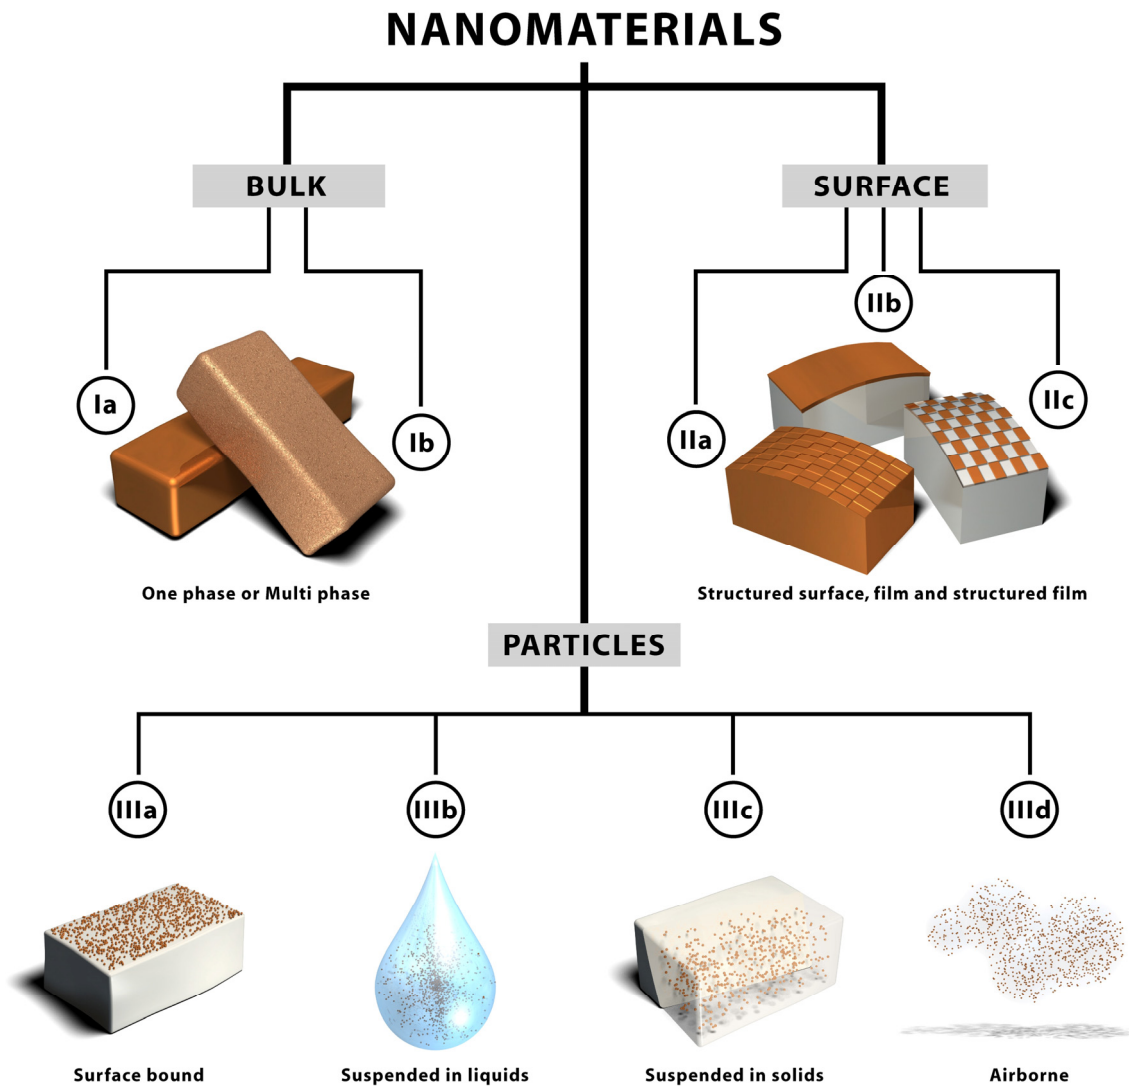 NANOMATERIALS
BULK
SURFACE
Ia
Ib
IIa
IIb
IIc
One phase or Multi phase
Structured surface, film and structured film
PARTICLES
IIIa
IIIb
IIIc
IIId
Surface bound
Suspended in liquids
Suspended in solids
Airborne